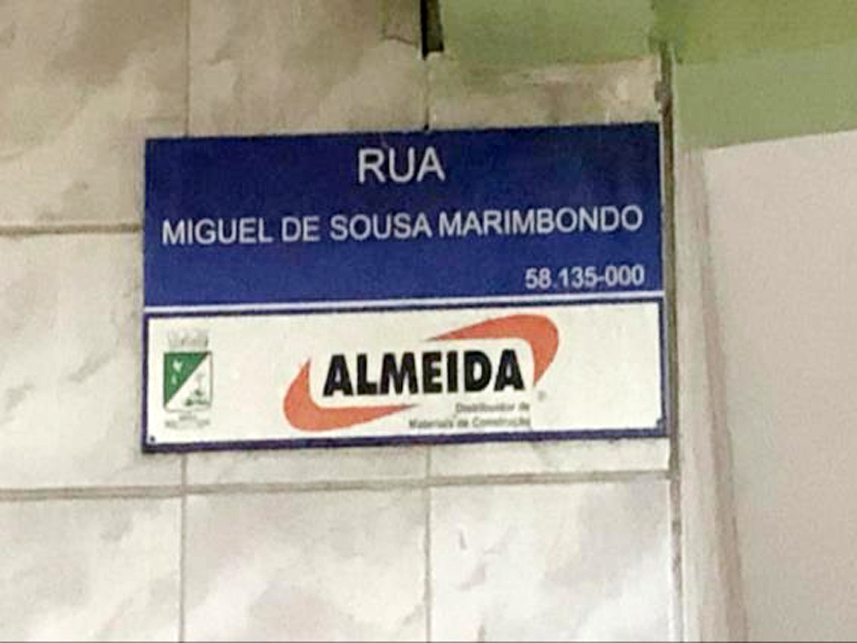 RUA
MIGUEL DE SOUSA MARIMBONDO
58.135-000
ALMEIDA
Distribuidor de
Materiais de Construção